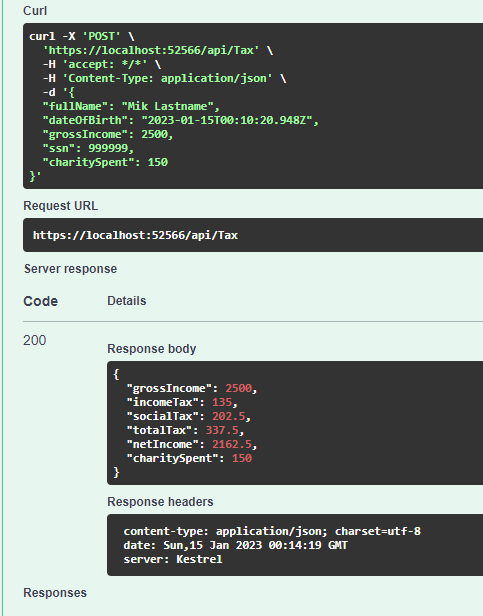 Curl
curl -X 'POST' \
'https://localhost:52566/api/Tax' \
-H 'accept: */*' \
-H 'Content-Type: application/json' \
-d '{
"fullName": "Mik Lastname",
"dateOfBirth": "2023-01-15T00:10:20.948Z",
"grossIncome": 2500,
"ssn": 999999,
"charitySpent": 150
}'
Request URL
https://localhost:52566/api/Tax
Server response
Code Details
200
Response body
{
"grossIncome": 2500,
"incomeTax": 135,
"socialTax": 202.5,
"totalTax": 337.5,
"netIncome": 2162.5,
"charitySpent": 150
}
Response headers
content-type: application/json; charset=utf-8
date: Sun,15 Jan 2023 00:14:19 GMT
server: Kestrel
Responses